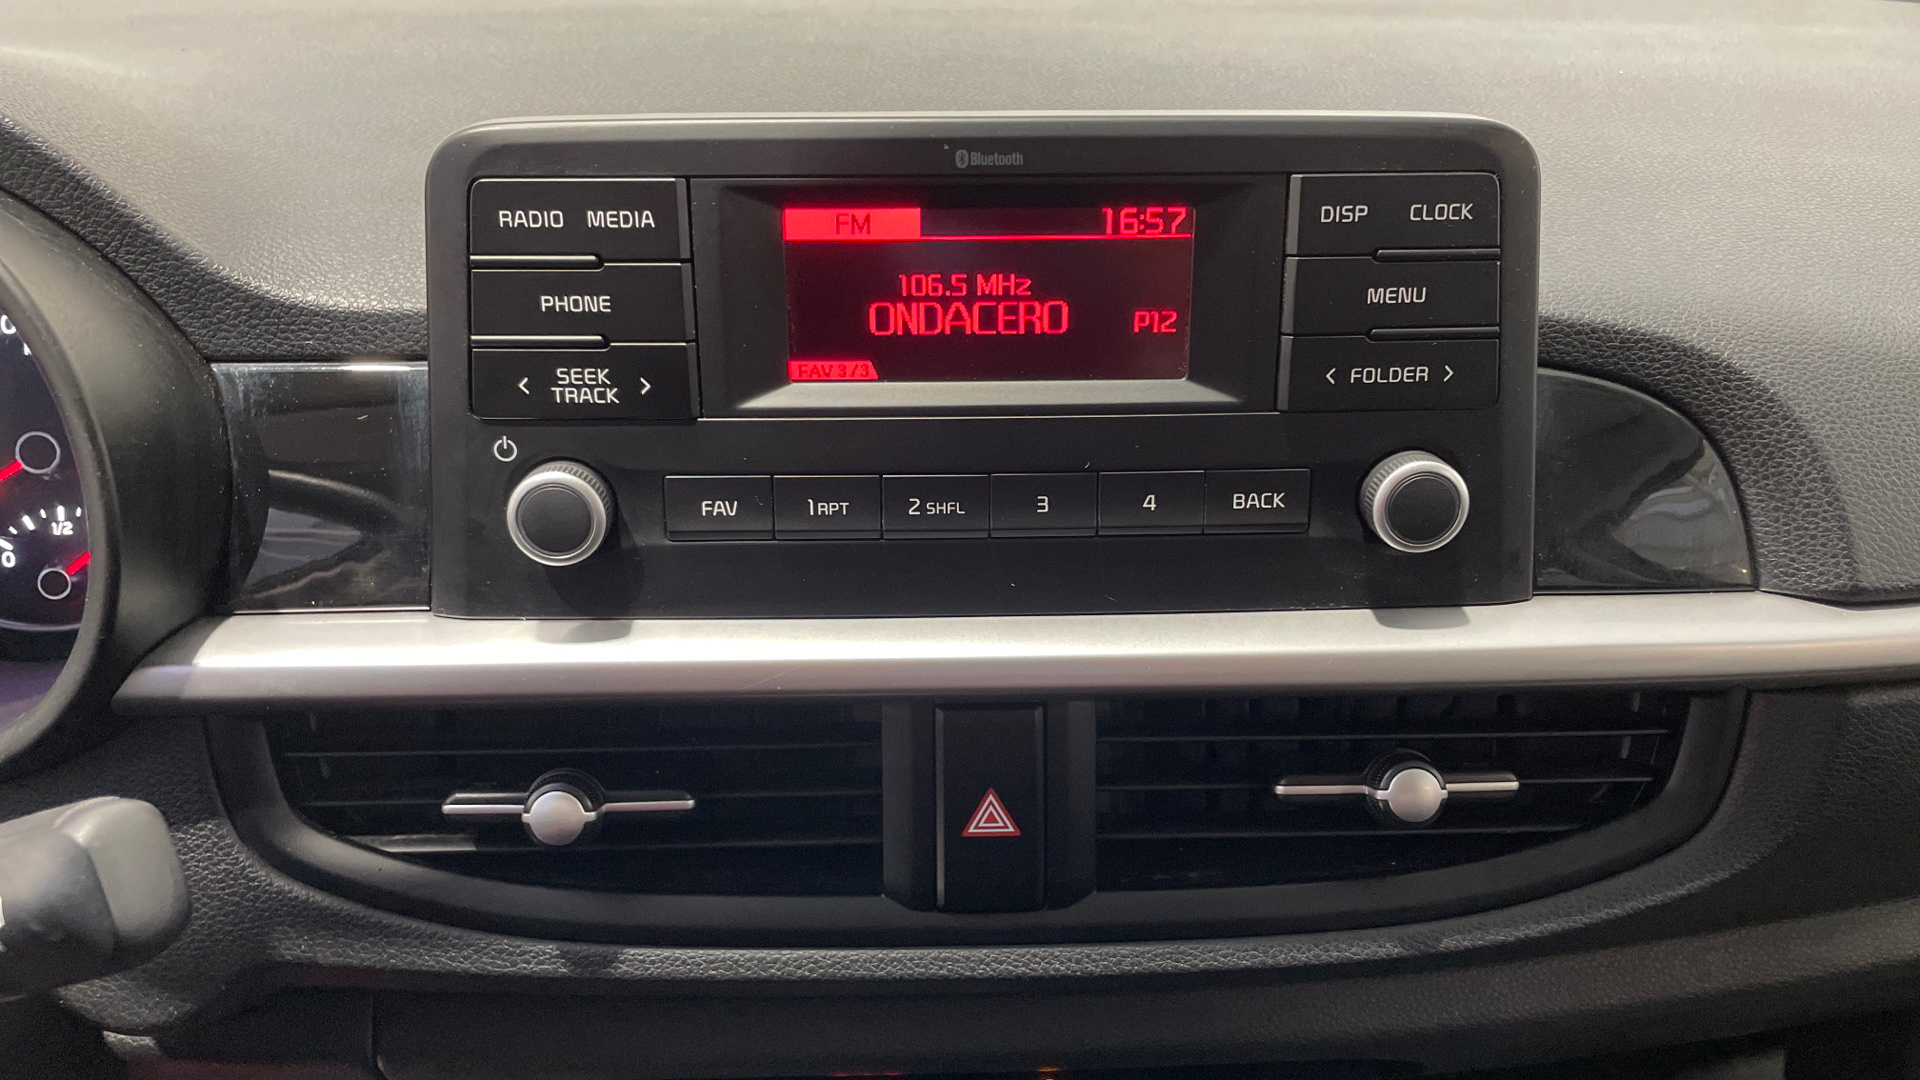 Bluetooth
RADIO MEDIA
PHONE
< SEEK TRACK >
FM 16:57
106.5 MHz
ONDACERO P12
FAV 3/3
DISP CLOCK
MENU
< FOLDER >
FAV 1 RPT 2 SHFL 3 4 BACK
1/2
0